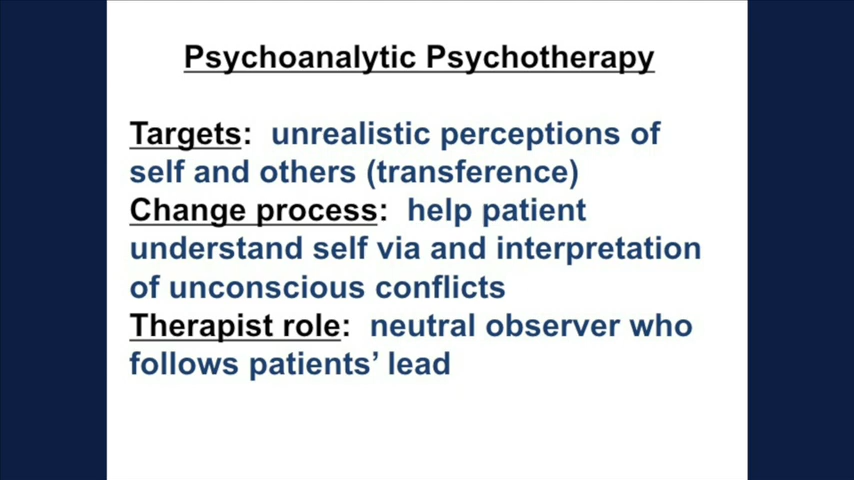 Psychoanalytic Psychotherapy
Targets: unrealistic perceptions of
self and others (transference)
Change process: help patient
understand self via and interpretation
of unconscious conflicts
Therapist role: neutral observer who
follows patients’ lead